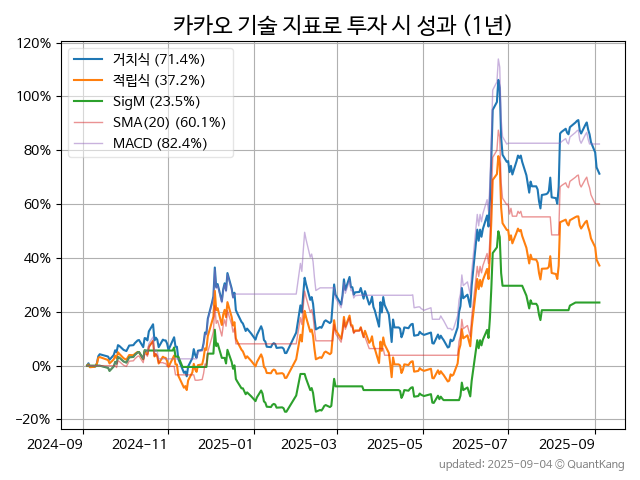 카카오 기술 지표로 투자 시 성과 (1년)
거치식 (71.4%)
적립식 (37.2%)
SigM (23.5%)
SMA(20) (60.1%)
MACD (82.4%)
120%
100%
80%
60%
40%
20%
0%
−20%
2024-09
2024-11
2025-01
2025-03
2025-05
2025-07
2025-09
updated: 2025-09-04 ⓒ QuantKang